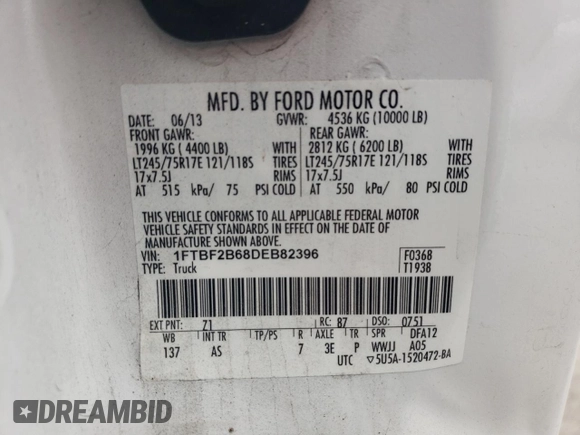 MFD. BY FORD MOTOR CO.
DATE: 06/13 GVWR: 4536 KG (10000 LB)
FRONT GAWR: REAR GAWR:
1996 KG ( 4400 LB) WITH 2812 KG ( 6200 LB) WITH
LT245/75R17E 121/118S TIRES LT245/75R17E 121/118S TIRES
17x7.5J RIMS 17x7.5J RIMS
AT 515 kPa/ 75 PSI COLD AT 550 kPa/ 80 PSI COLD
THIS VEHICLE CONFORMS TO ALL APPLICABLE FEDERAL MOTOR
VEHICLE SAFETY STANDARDS IN EFFECT ON THE DATE OF MANUFACTURE
SHOWN ABOVE.
VIN: 1FTBF2B68DEB82396 F0368
TYPE: Truck T1938
EXT PNT: Z1 RC: B7 DSO: 0751
WB INT TR TP/PS R AXLE TR SPR DFA12
137 AS 7 3E P WWJJ A05
UTC ▽5U5A-1520472-BA
DREAMBID